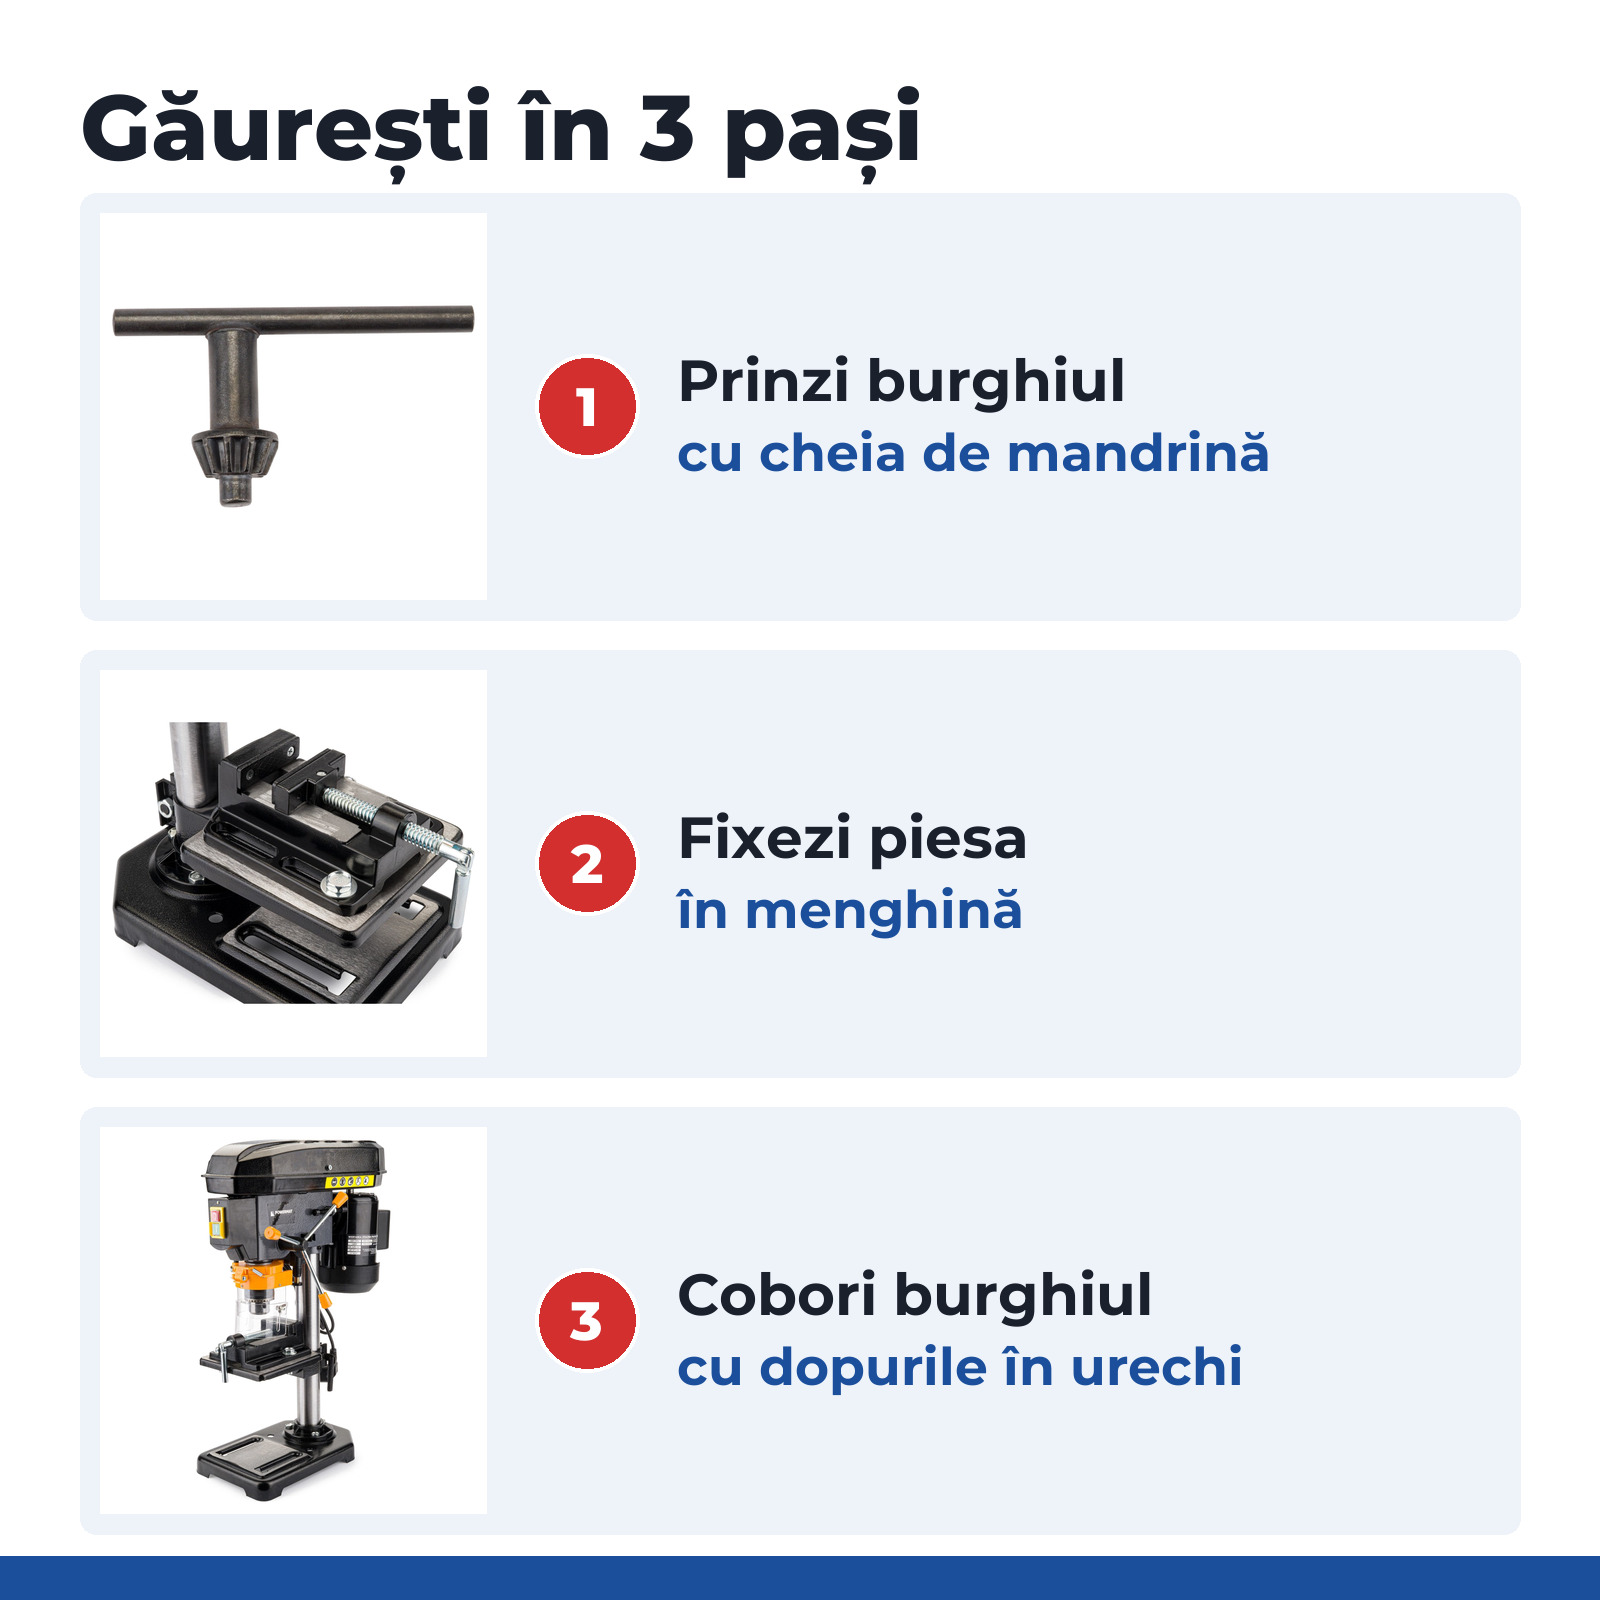 Găurești în 3 pași
1
Prinzi burghiul
cu cheia de mandrină
2
Fixezi piesa
în menghină
3
Cobori burghiul
cu dopurile în urechi